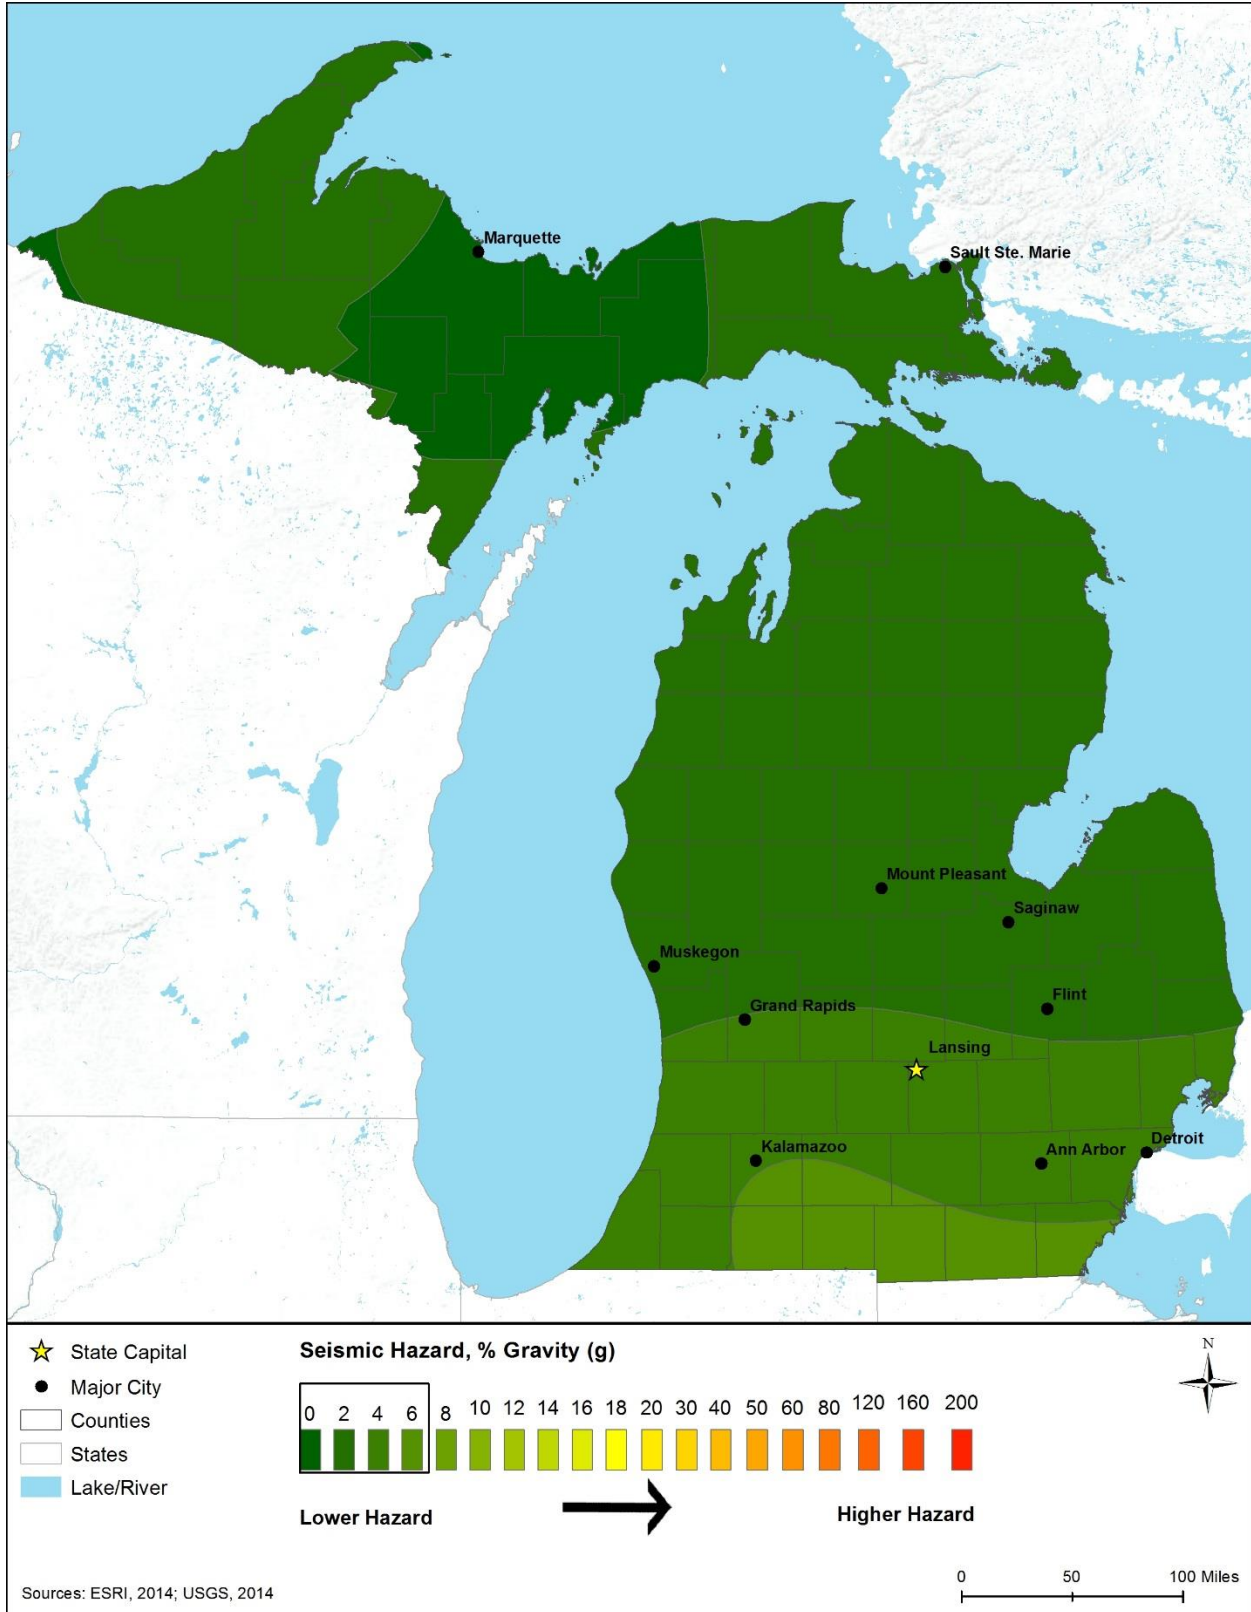 Marquette
Sault Ste. Marie
Mount Pleasant
Saginaw
Muskegon
Flint
Grand Rapids
Lansing
Kalamazoo
Detroit
Ann Arbor
State Capital
Major City
Counties
States
Lake/River
Seismic Hazard, % Gravity (g)
0 2 4 6 8 10 12 14 16 18 20 30 40 50 60 80 120 160 200
Lower Hazard
Higher Hazard
N
Sources: ESRI, 2014; USGS, 2014
0 50 100 Miles